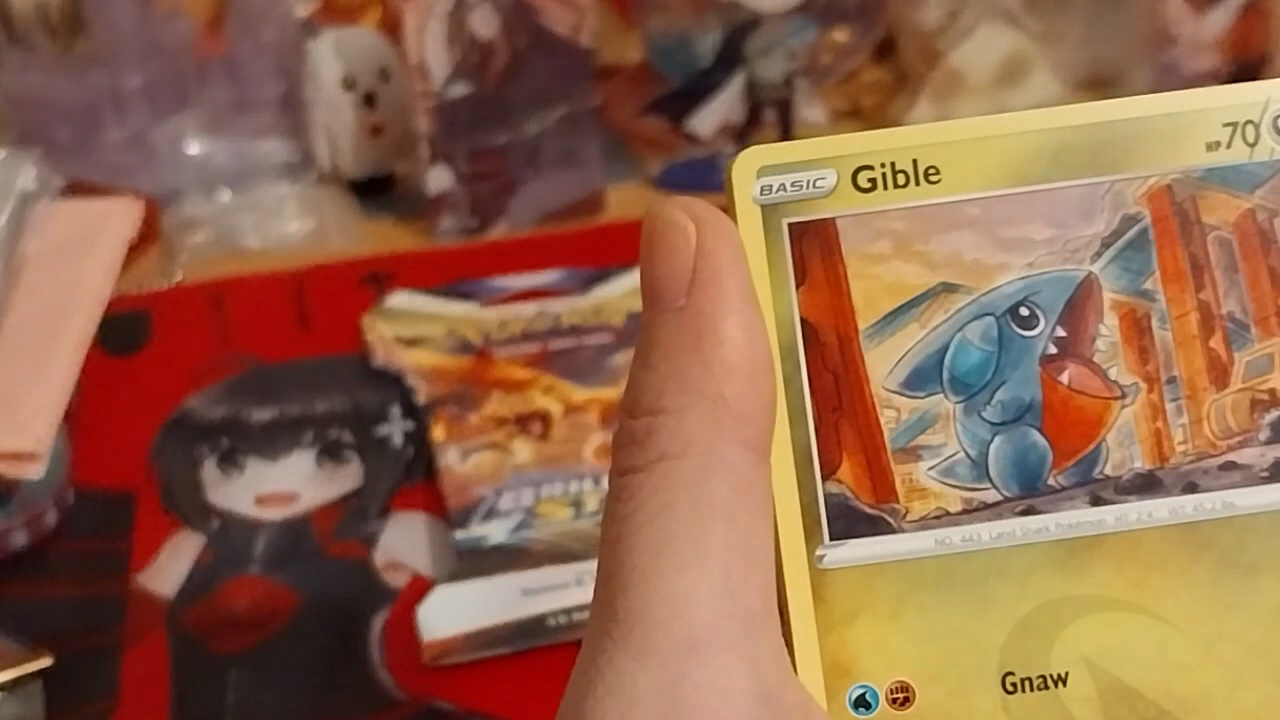 BASIC Gible HP 70
NO. 443 Land Shark Pokémon HT: 2'4" WT: 45.2 lbs.
Gnaw